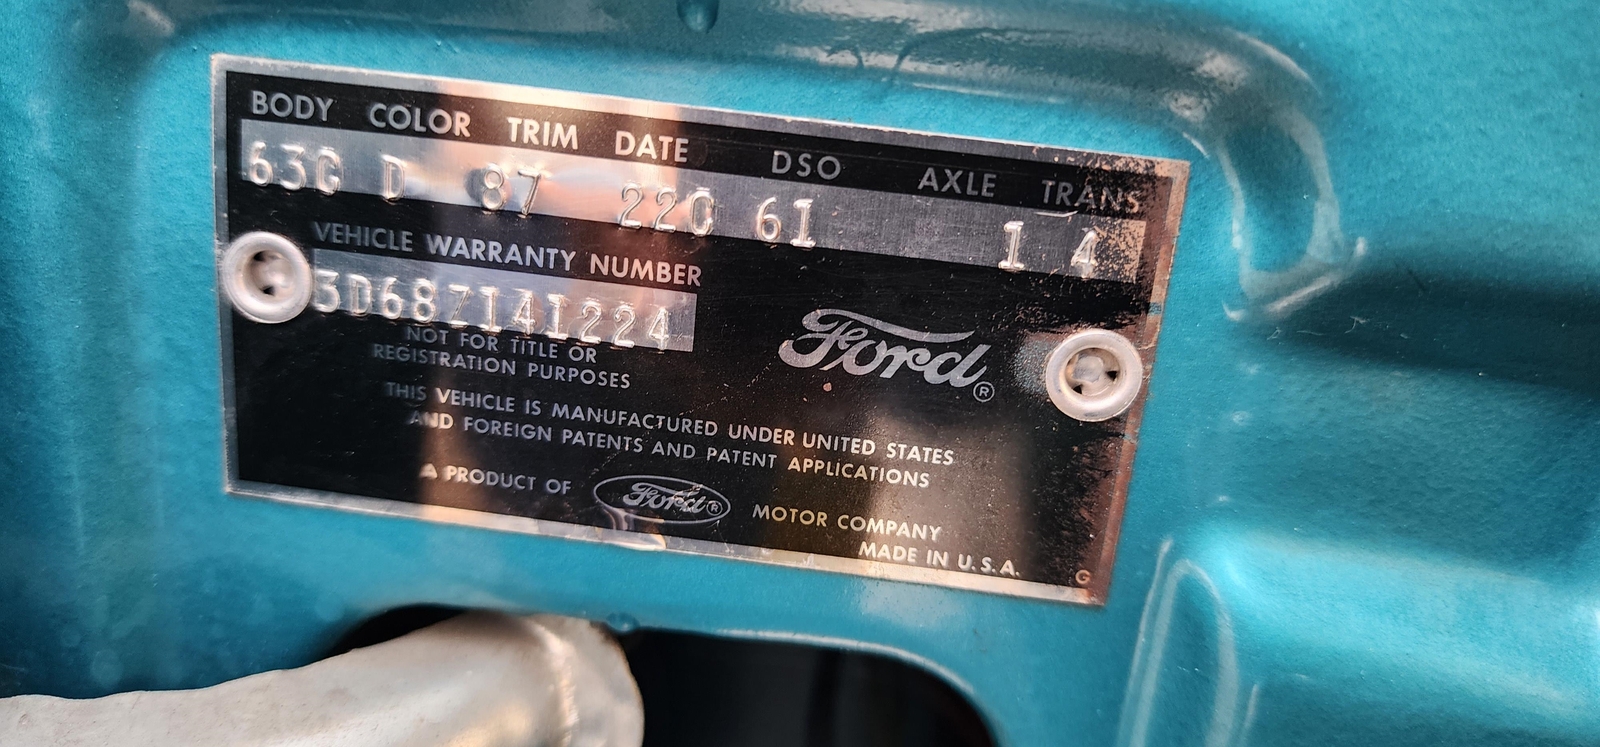 BODY COLOR TRIM DATE DSO AXLE TRANS
63C D 87 22C 61 1 4
VEHICLE WARRANTY NUMBER
3D68Z141224
NOT FOR TITLE OR
REGISTRATION PURPOSES
Ford®
THIS VEHICLE IS MANUFACTURED UNDER UNITED STATES
AND FOREIGN PATENTS AND PATENT APPLICATIONS
A PRODUCT OF Ford® MOTOR COMPANY
MADE IN U.S.A.
G